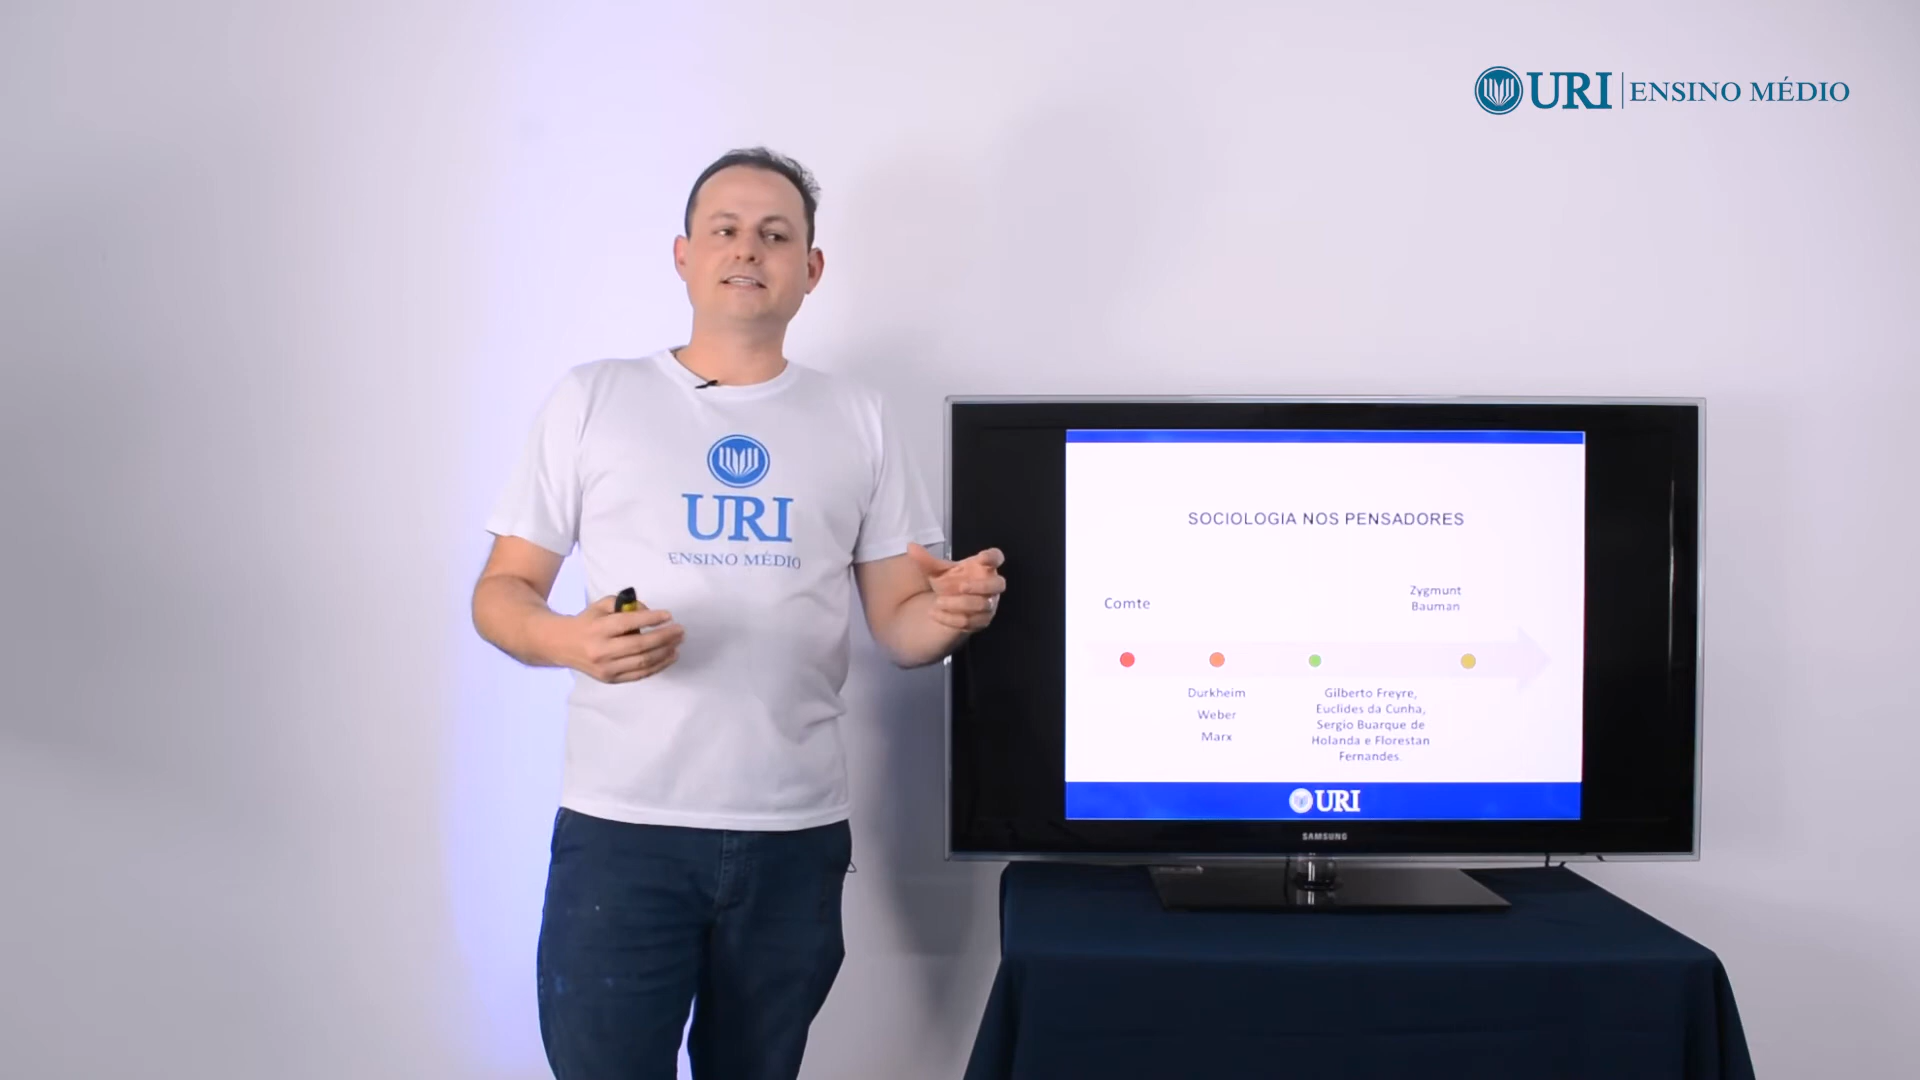 URI ENSINO MÉDIO
URI
ENSINO MÉDIO
SOCIOLOGIA NOS PENSADORES
Comte
Zygmunt
Bauman
Durkheim
Weber
Marx
Gilberto Freyre,
Euclides da Cunha,
Sergio Buarque de
Holanda e Florestan
Fernandes.
URI
SAMSUNG